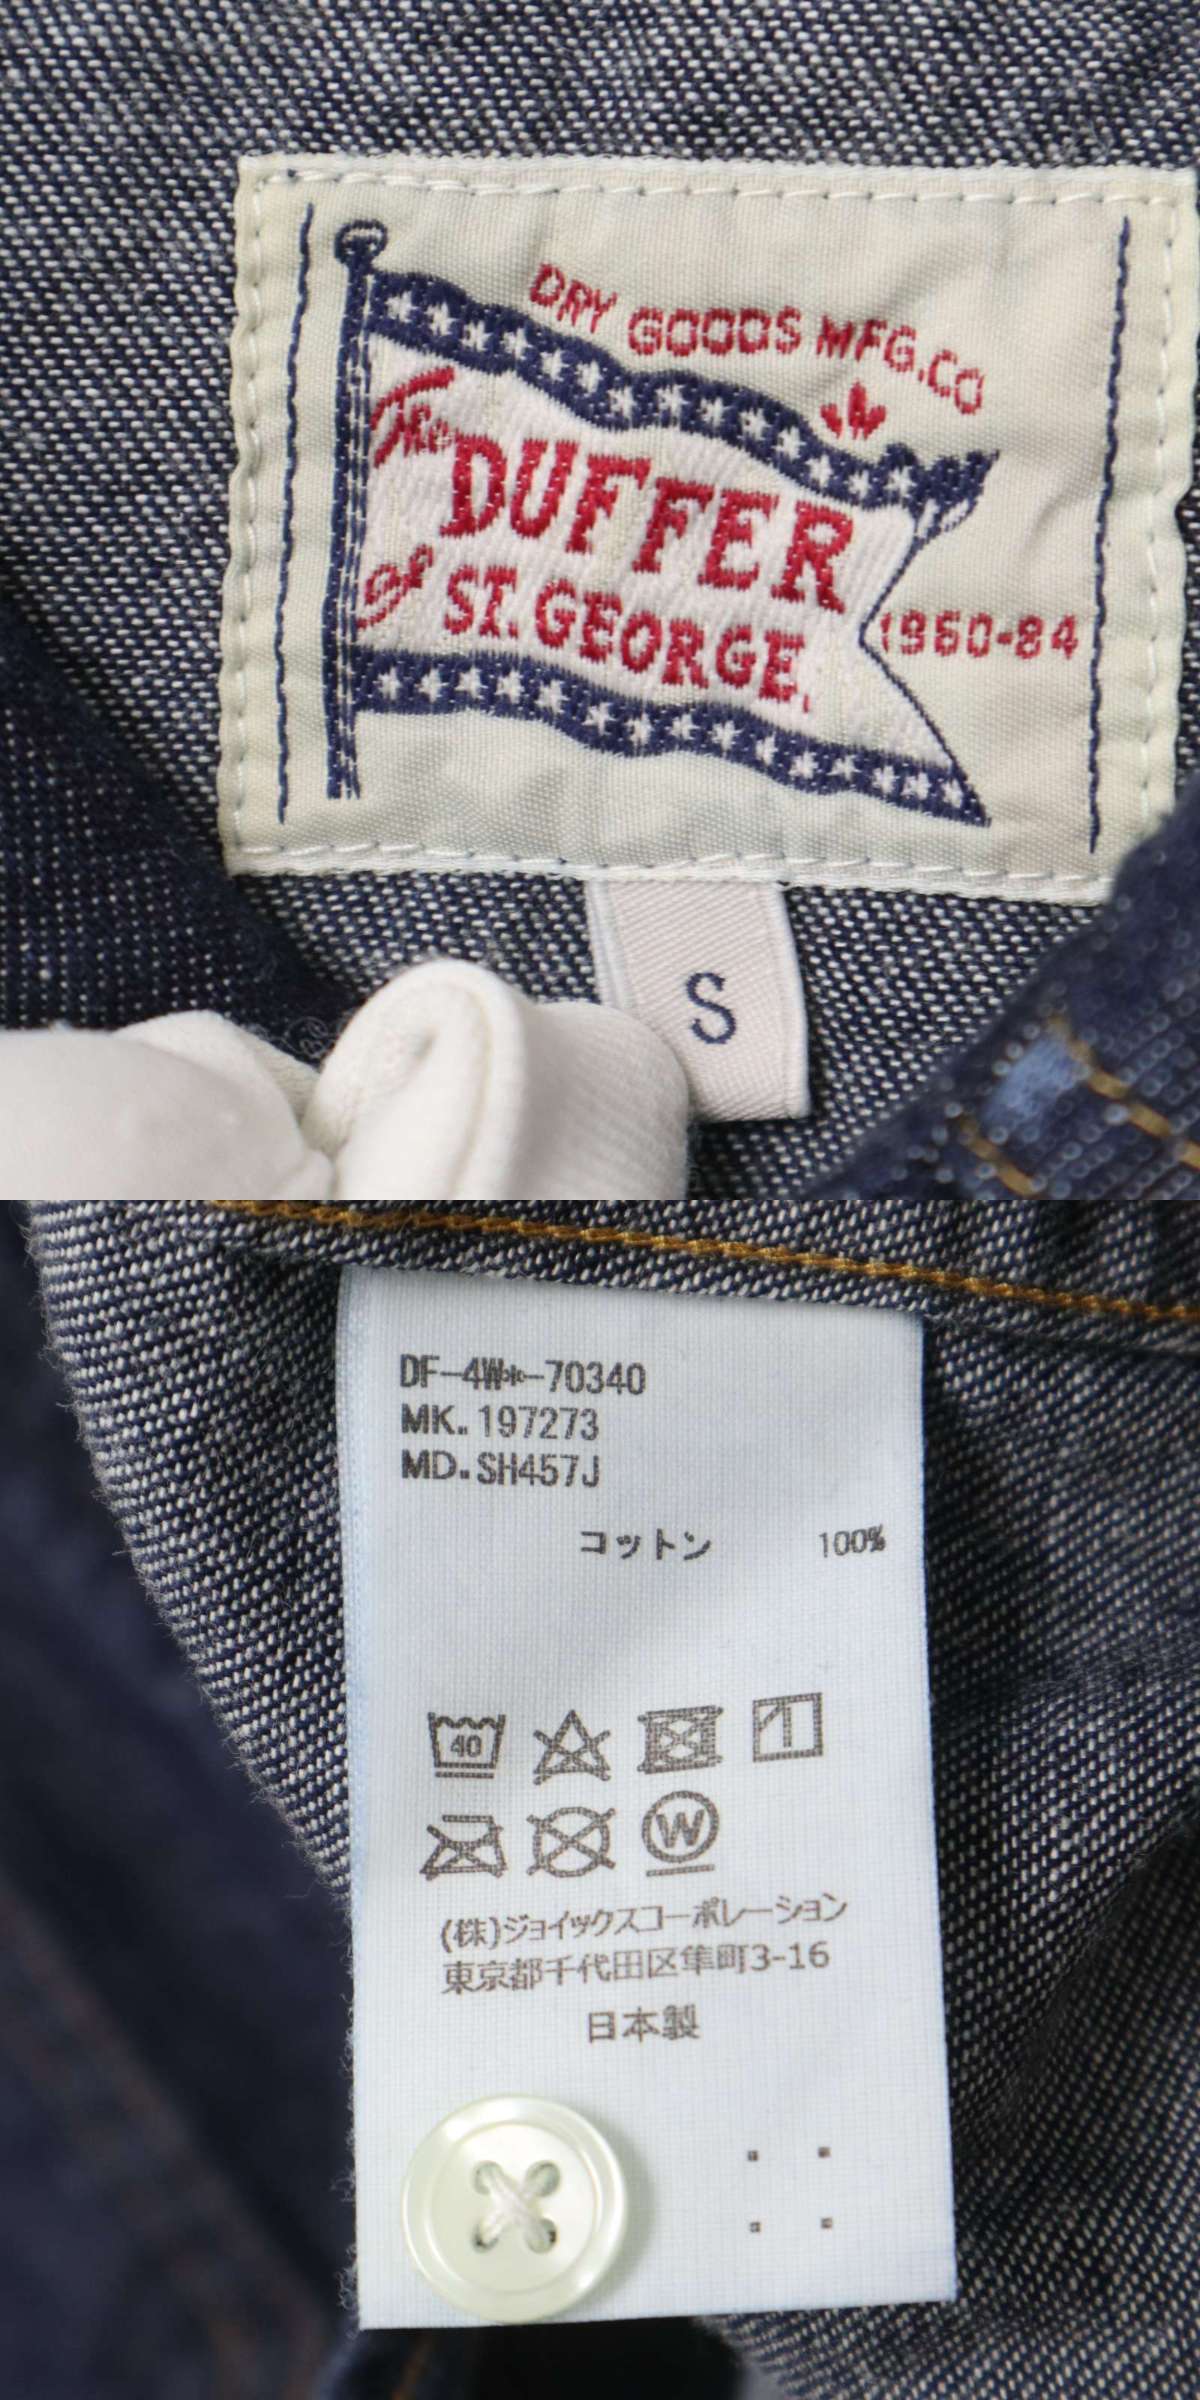 DRY GOODS MFG.CO
The
DUFFER
of ST. GEORGE.
1960-84
S
DF-4W*-70340
MK. 197273
MD. SH457J
コットン 100%
40
W
(株)ジョイックスコーポレーション
東京都千代田区隼町3-16
日本製